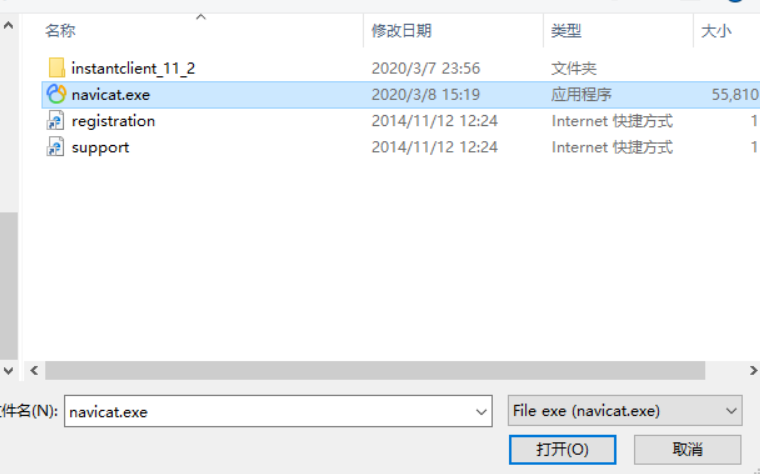 名称 修改日期 类型 大小
instantclient_11_2 2020/3/7 23:56 文件夹
navicat.exe 2020/3/8 15:19 应用程序 55,810
registration 2014/11/12 12:24 Internet 快捷方式 1
support 2014/11/12 12:24 Internet 快捷方式 1
件名(N): navicat.exe File exe (navicat.exe)
打开(O) 取消